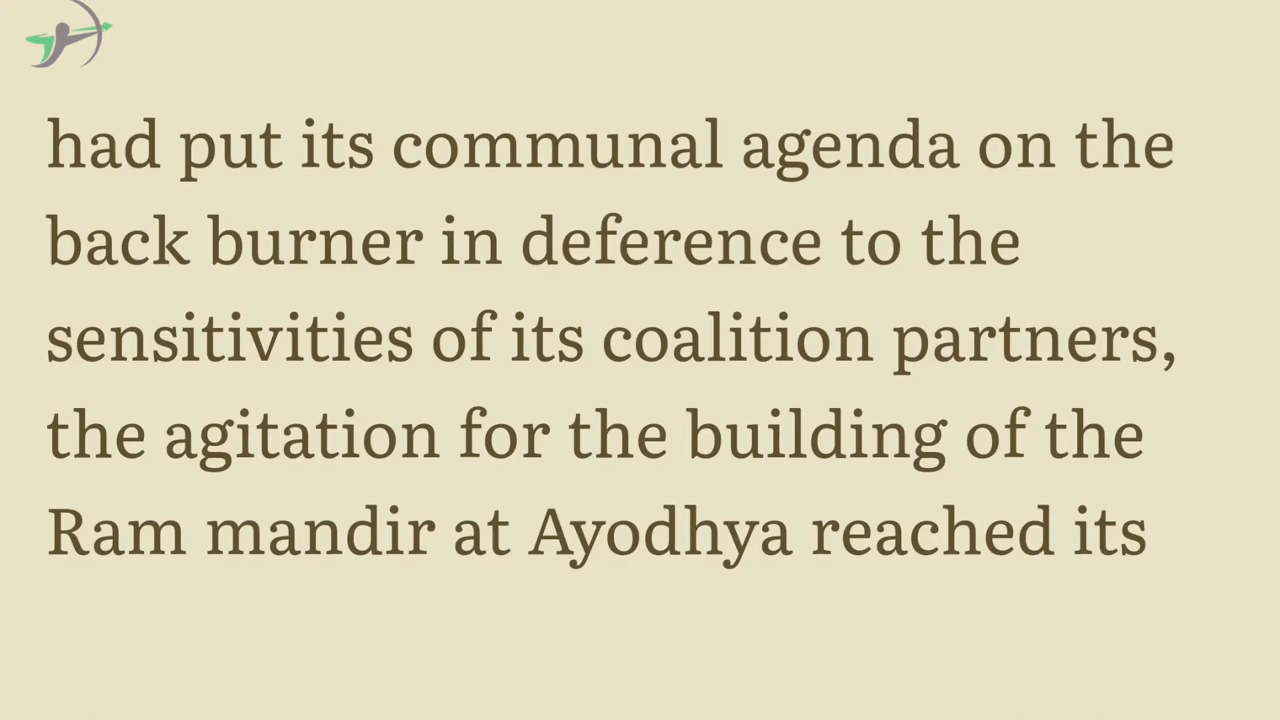 had put its communal agenda on the
back burner in deference to the
sensitivities of its coalition partners,
the agitation for the building of the
Ram mandir at Ayodhya reached its